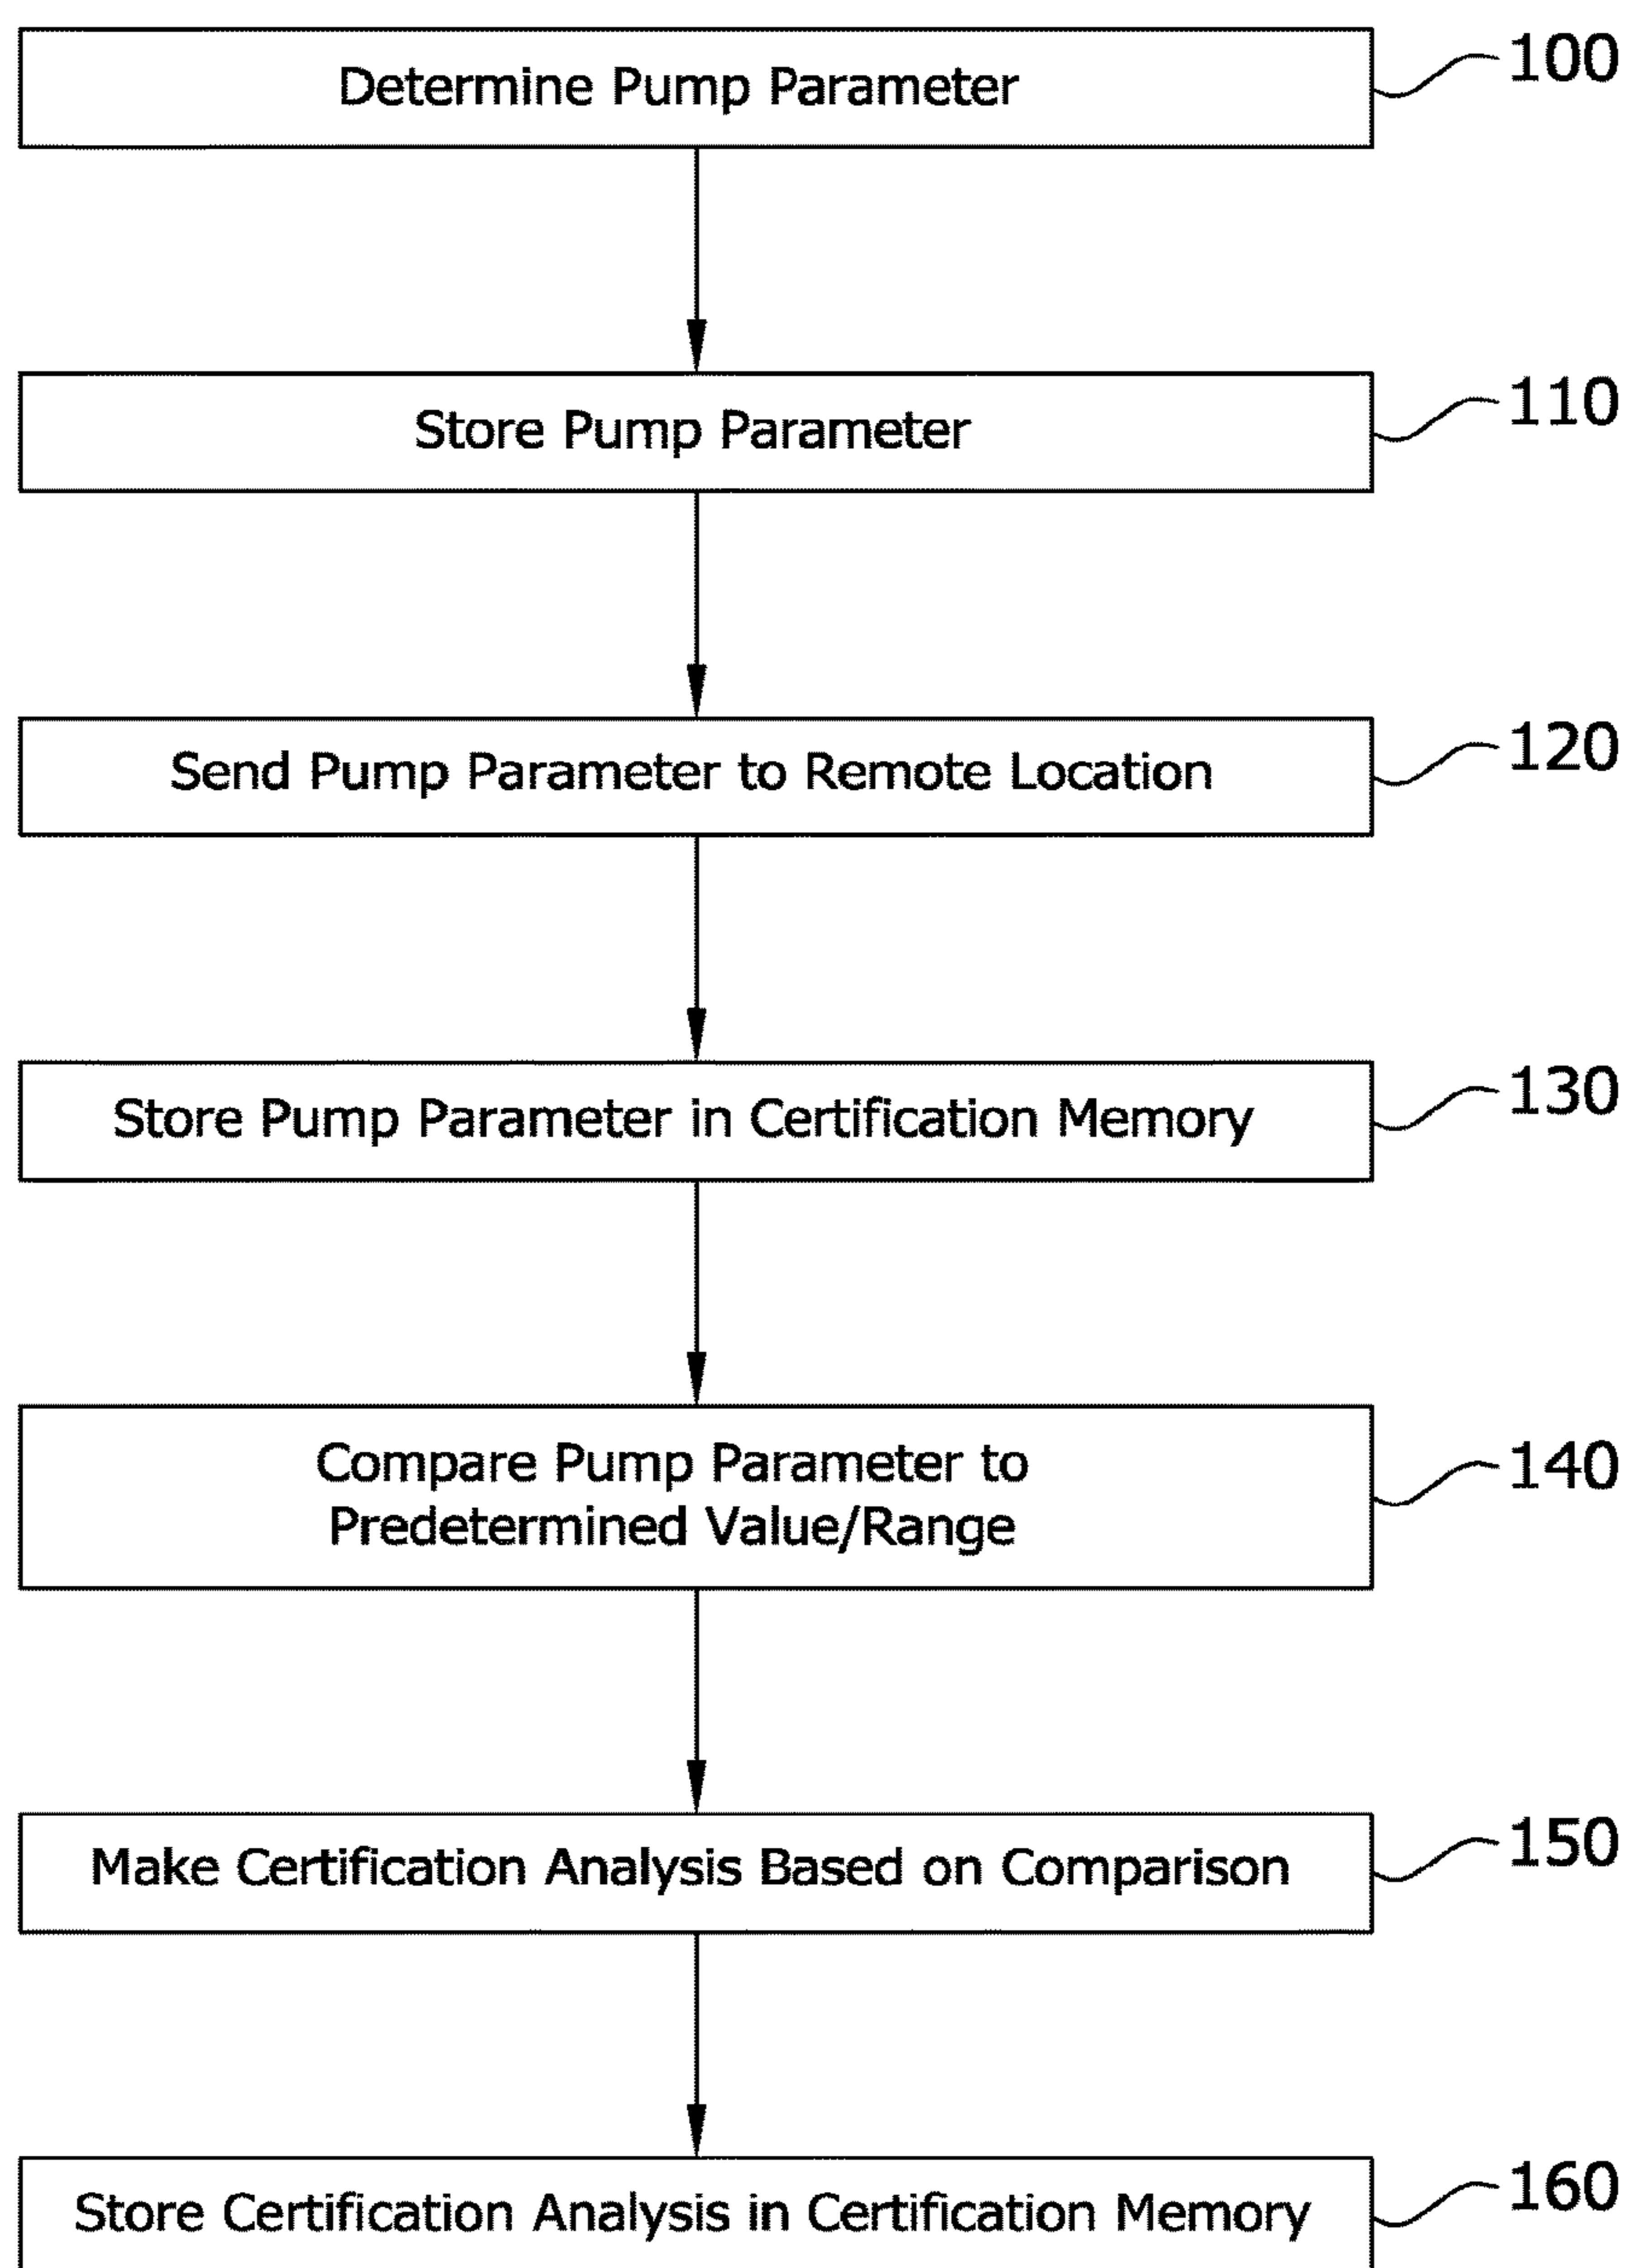 Determine Pump Parameter
100
Store Pump Parameter
110
Send Pump Parameter to Remote Location
120
Store Pump Parameter in Certification Memory
130
Compare Pump Parameter to
Predetermined Value/Range
140
Make Certification Analysis Based on Comparison
150
Store Certification Analysis in Certification Memory
160